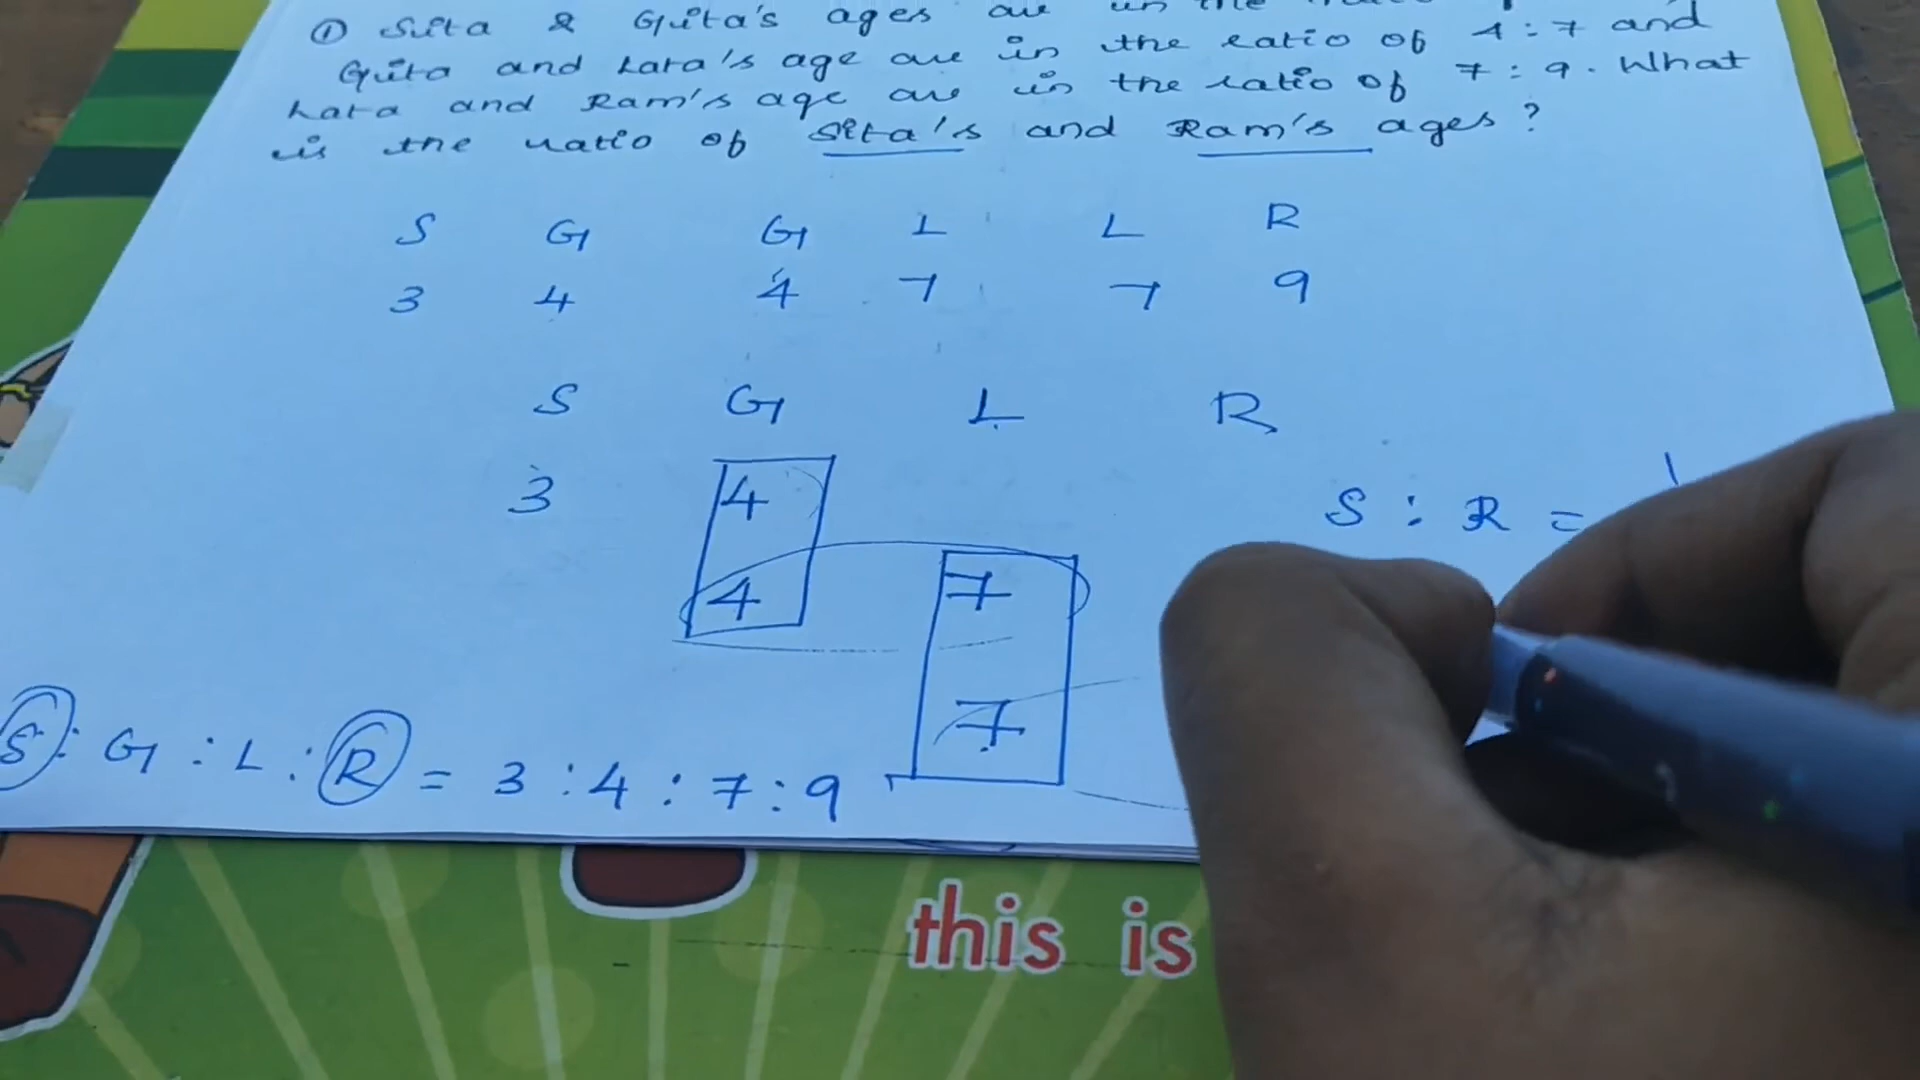 ① Sita & Gita's ages are in the
Gita and Lata's age are in the ratio of 4 : 7 and
Lata and Ram's age are in the ratio of 7 : 9. What
is the ratio of Sita's and Ram's ages ?
S G G L L R
3 4 4 7 7 9
S G L R
3 4
S : R =
4 7
7
S : G : L : R = 3 : 4 : 7 : 9
this is